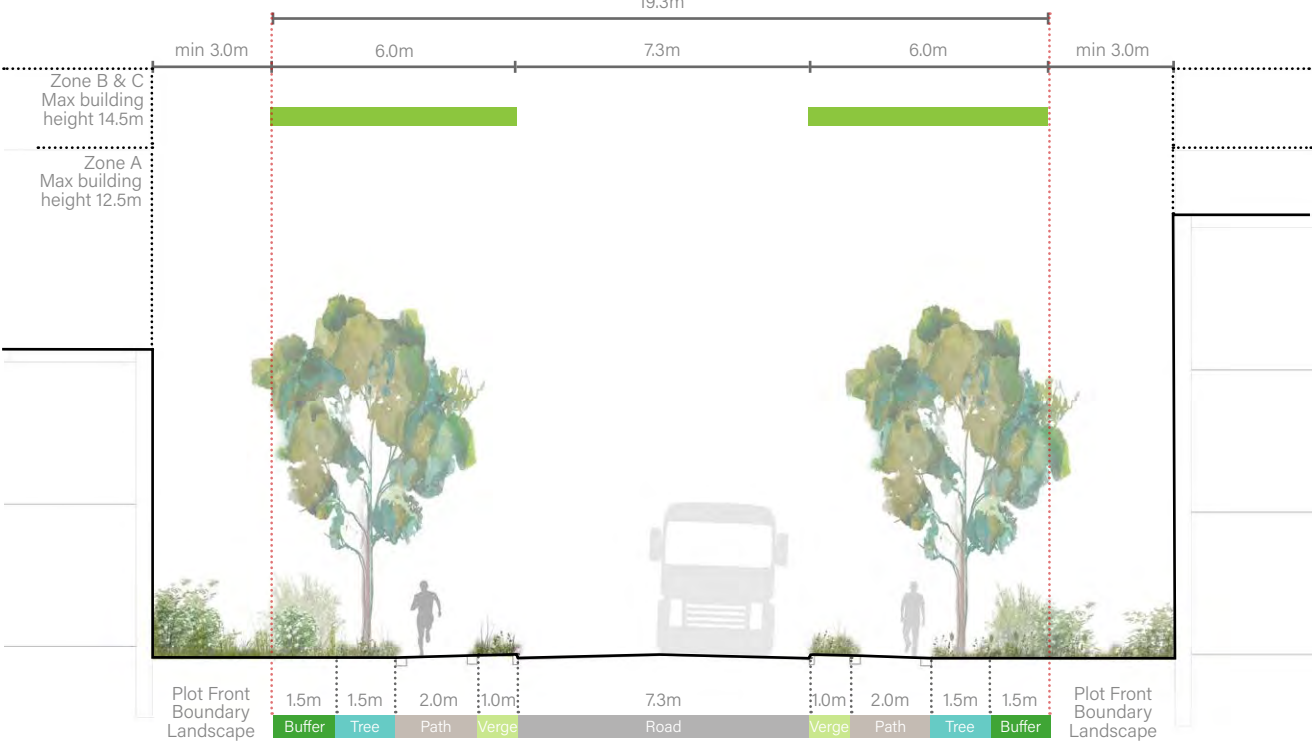 19.3m
min 3.0m
6.0m
7.3m
6.0m
min 3.0m
Zone B & C
Max building
height 14.5m
Zone A
Max building
height 12.5m
Plot Front
Boundary
Landscape
1.5m
1.5m
2.0m
1.0m
7.3m
1.0m
2.0m
1.5m
1.5m
Plot Front
Boundary
Landscape
Buffer
Tree
Path
Verge
Road
Verge
Path
Tree
Buffer